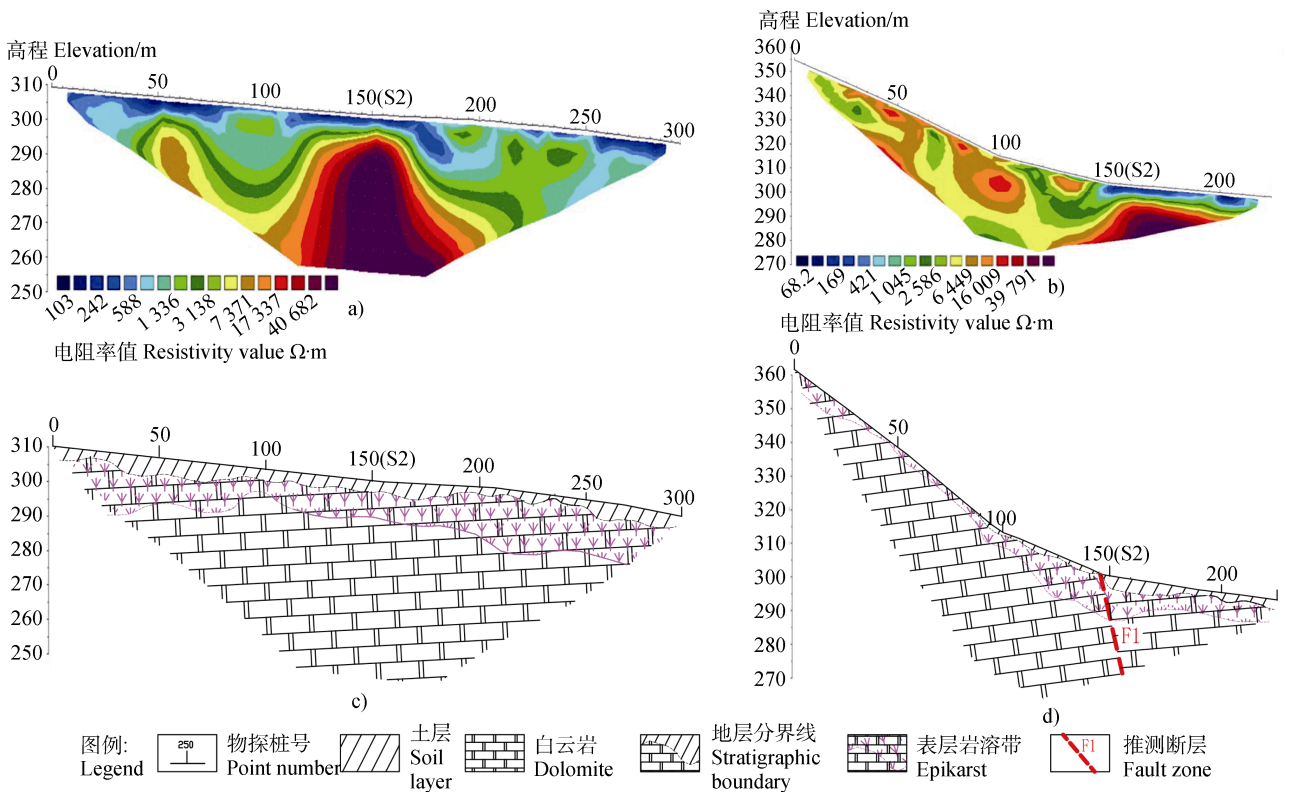 高程 Elevation/m
0
50
100
150(S2)
200
250
300
310
300
290
280
270
260
250
103
242
588
1 336
3 138
7 371
17 337
40 682
a)
电阻率值 Resistivity value Ω·m
高程 Elevation/m
0
50
100
150(S2)
200
360
350
340
330
320
310
300
290
280
270
68.2
169
421
1 045
2 586
6 449
16 009
39 791
b)
电阻率值 Resistivity value Ω·m
0
50
100
150(S2)
200
250
300
310
300
290
280
270
260
250
c)
0
50
100
150(S2)
200
360
350
340
330
320
310
300
290
280
270
F1
d)
图例:
Legend
250
物探桩号
Point number
土层
Soil
layer
白云岩
Dolomite
地层分界线
Stratigraphic
boundary
表层岩溶带
Epikarst
F1
推测断层
Fault zone